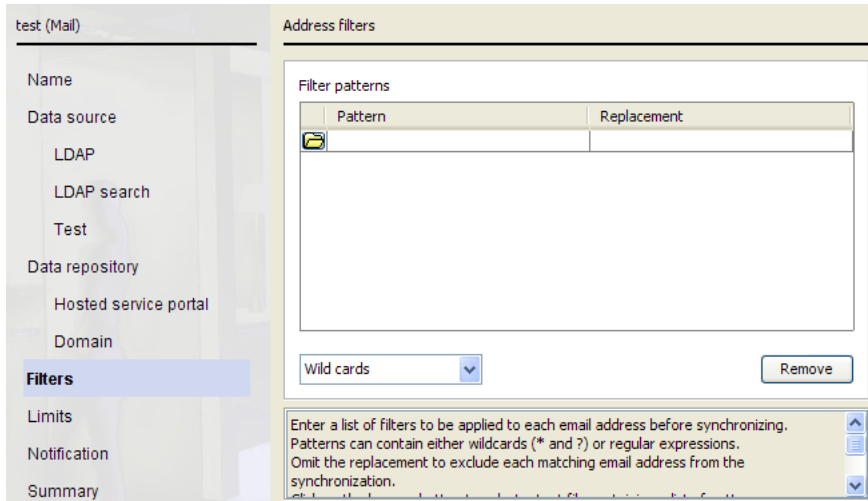 test (Mail)
Name
Data source
LDAP
LDAP search
Test
Data repository
Hosted service portal
Domain
Filters
Limits
Notification
Summary
Address filters
Filter patterns
Pattern Replacement
Wild cards
Remove
Enter a list of filters to be applied to each email address before synchronizing.
Patterns can contain either wildcards (* and ?) or regular expressions.
Omit the replacement to exclude each matching email address from the
synchronization.